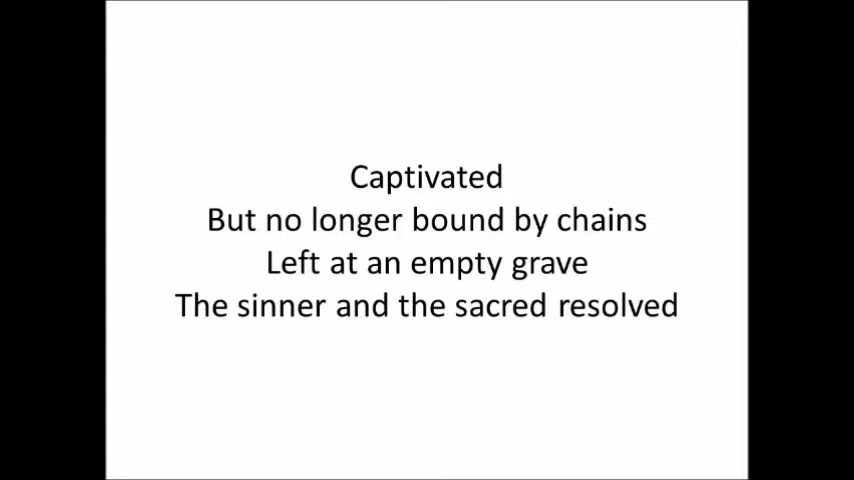 Captivated
But no longer bound by chains
Left at an empty grave
The sinner and the sacred resolved